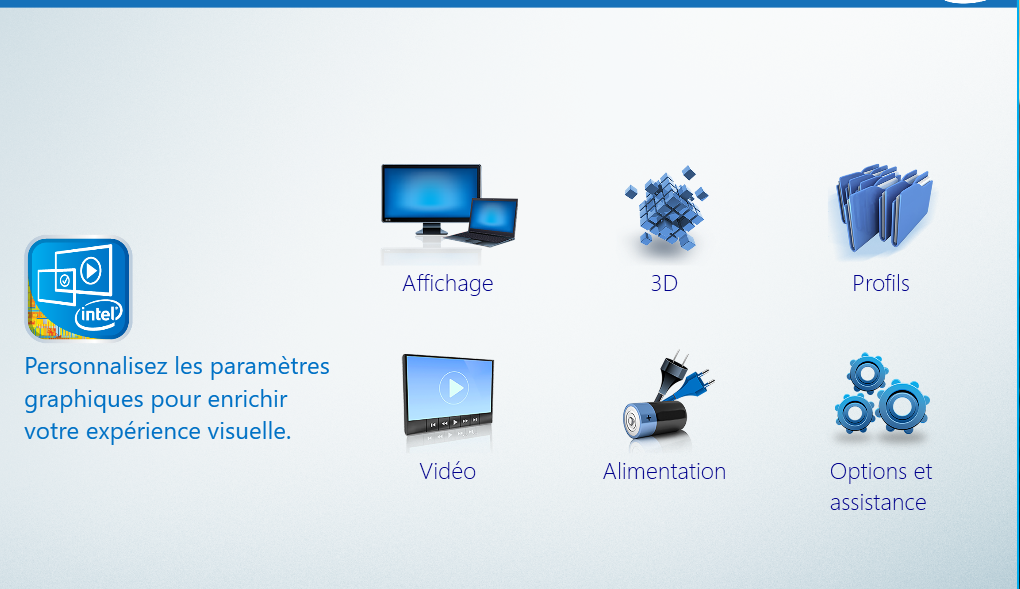 Affichage
3D
Profils
intel
Personnalisez les paramètres
graphiques pour enrichir
votre expérience visuelle.
Vidéo
Alimentation
Options et
assistance